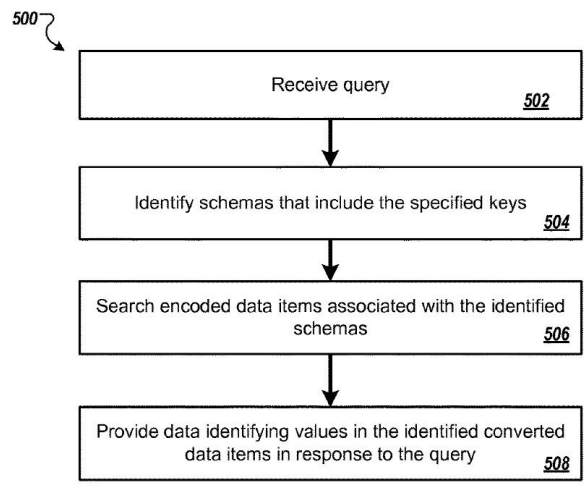 500
Receive query
502
Identify schemas that include the specified keys
504
Search encoded data items associated with the identified
schemas
506
Provide data identifying values in the identified converted
data items in response to the query
508